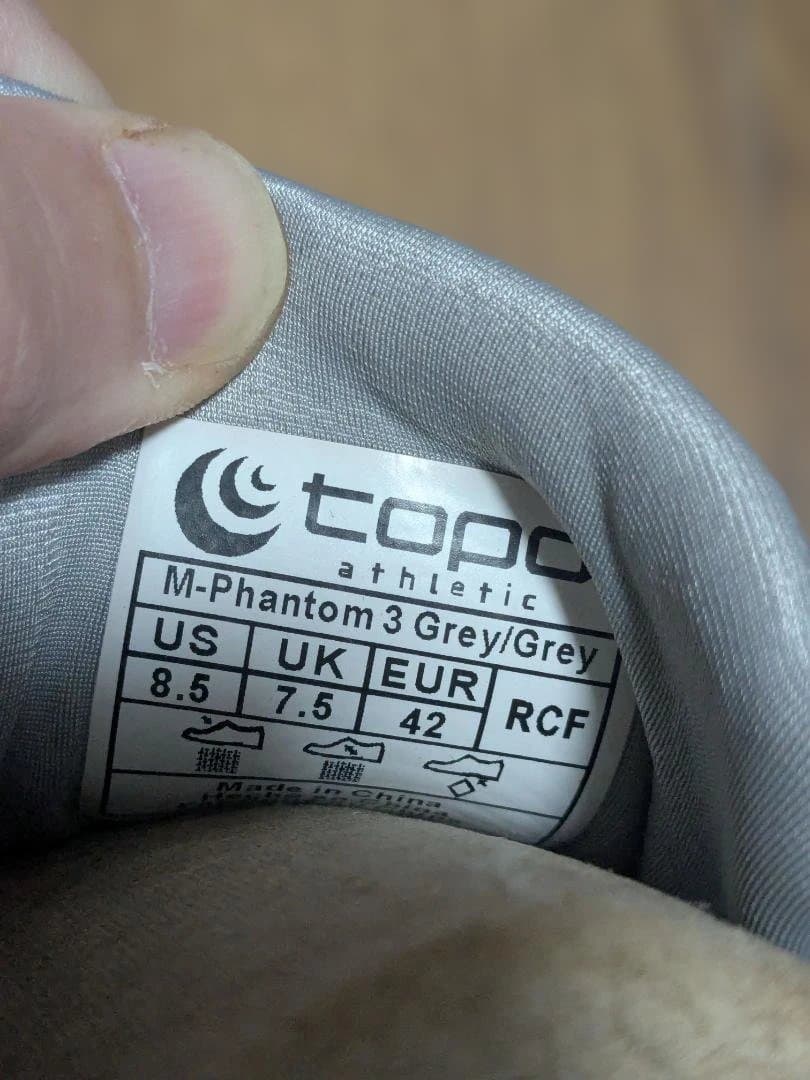 topo
athletic
M-Phantom 3 Grey/Grey
US UK EUR RCF
8.5 7.5 42
Made in China